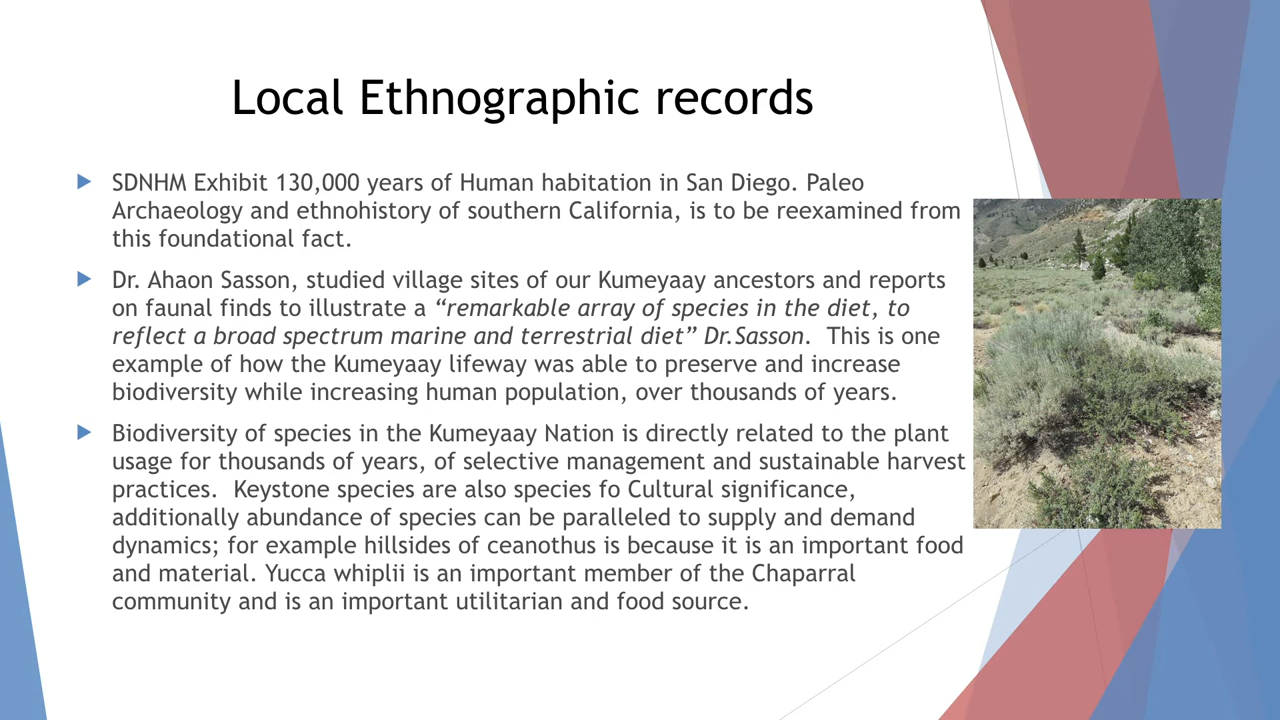 Local Ethnographic records
SDNHM Exhibit 130,000 years of Human habitation in San Diego. Paleo
Archaeology and ethnohistory of southern California, is to be reexamined from
this foundational fact.
Dr. Ahaon Sasson, studied village sites of our Kumeyaay ancestors and reports
on faunal finds to illustrate a “remarkable array of species in the diet, to
reflect a broad spectrum marine and terrestrial diet” Dr.Sasson.  This is one
example of how the Kumeyaay lifeway was able to preserve and increase
biodiversity while increasing human population, over thousands of years.
Biodiversity of species in the Kumeyaay Nation is directly related to the plant
usage for thousands of years, of selective management and sustainable harvest
practices.  Keystone species are also species fo Cultural significance,
additionally abundance of species can be paralleled to supply and demand
dynamics; for example hillsides of ceanothus is because it is an important food
and material. Yucca whiplii is an important member of the Chaparral
community and is an important utilitarian and food source.